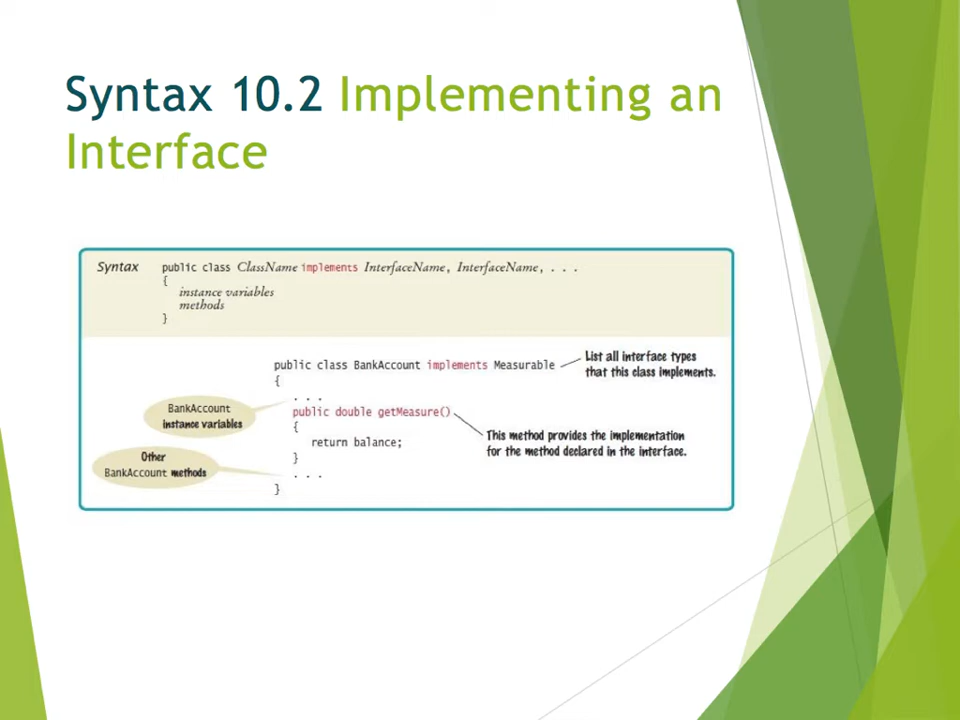 Syntax 10.2 Implementing an
Interface
Syntax public class ClassName implements InterfaceName, InterfaceName, . . .
{
instance variables
methods
}
public class BankAccount implements Measurable
{
. . .
public double getMeasure()
{
return balance;
}
. . .
}
List all interface types
that this class implements.
BankAccount
instance variables
This method provides the implementation
for the method declared in the interface.
Other
BankAccount methods